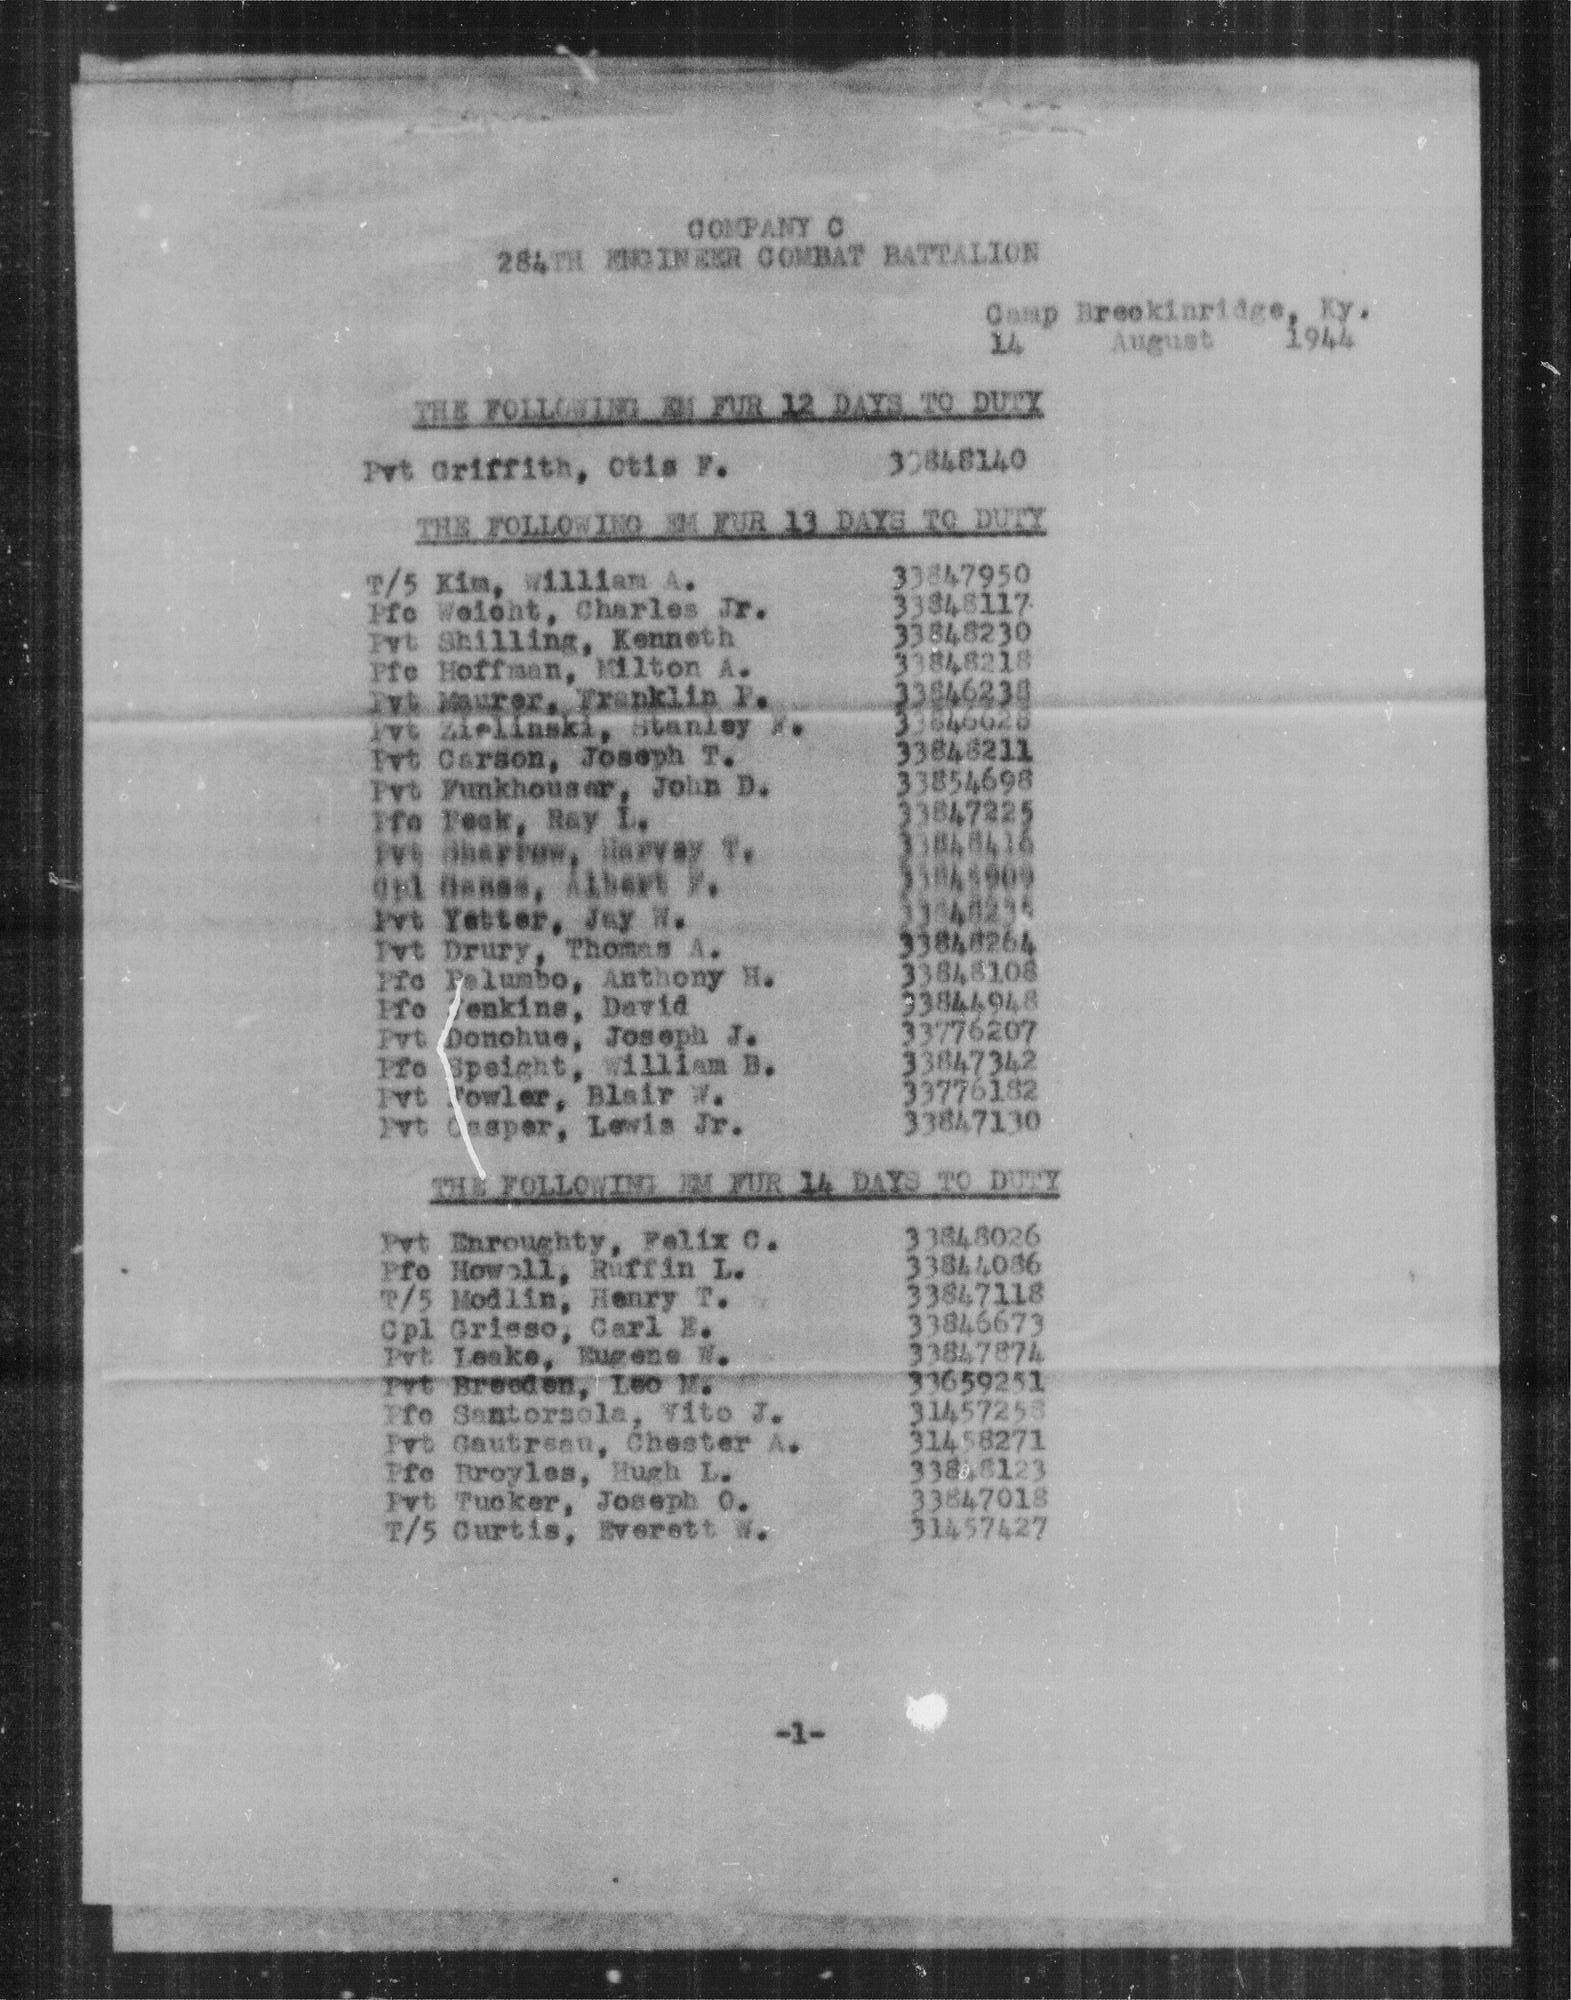 COMPANY C
284TH ENGINEER COMBAT BATTALION
Camp Breckinridge, Ky.
14 August 1944
THE FOLLOWING EM FUR 12 DAYS TO DUTY
Pvt Griffith, Otis F. 33848140
THE FOLLOWING EM FUR 13 DAYS TO DUTY
T/5 Kim, William A. 33847950
Pfc Weight, Charles Jr. 33848117
Pvt Shilling, Kenneth 33848230
Pfc Hoffman, Milton A. 33848218
Pvt Maurer, Franklin P. 33846238
Pvt Zielinski, Stanley F. 33846628
Pvt Carson, Joseph T. 33848211
Pvt Funkhouser, John D. 33854698
Pfc Peek, Ray L. 33847225
Pvt Harvey T. 33848416
Cpl Albert F.
Pvt Yetter, Jay W.
Pvt Drury, Thomas A. 33848264
Pfc Palumbo, Anthony H. 33848108
Pfc Jenkins, David 33844948
Pvt Donohue, Joseph J. 33776207
Pfc Speight, William B. 33847342
Pvt Fowler, Blair W. 33776182
Pvt Casper, Lewis Jr. 33847130
THE FOLLOWING EM FUR 14 DAYS TO DUTY
Pvt Enroughty, Felix C. 33848026
Pfc Howell, Ruffin L. 33844086
T/5 Modlin, Henry T. 33847118
Cpl Grisso, Carl E. 33846673
Pvt Leake, Eugene W. 33847874
Pvt Breeden, Leo M. 33659251
Pfc Santorsola, Vito J. 31457258
Pvt Gautreau, Chester A. 31458271
Pfc Broyles, Hugh L. 33848123
Pvt Tucker, Joseph O. 33847018
T/5 Curtis, Everett W. 31457427
-1-